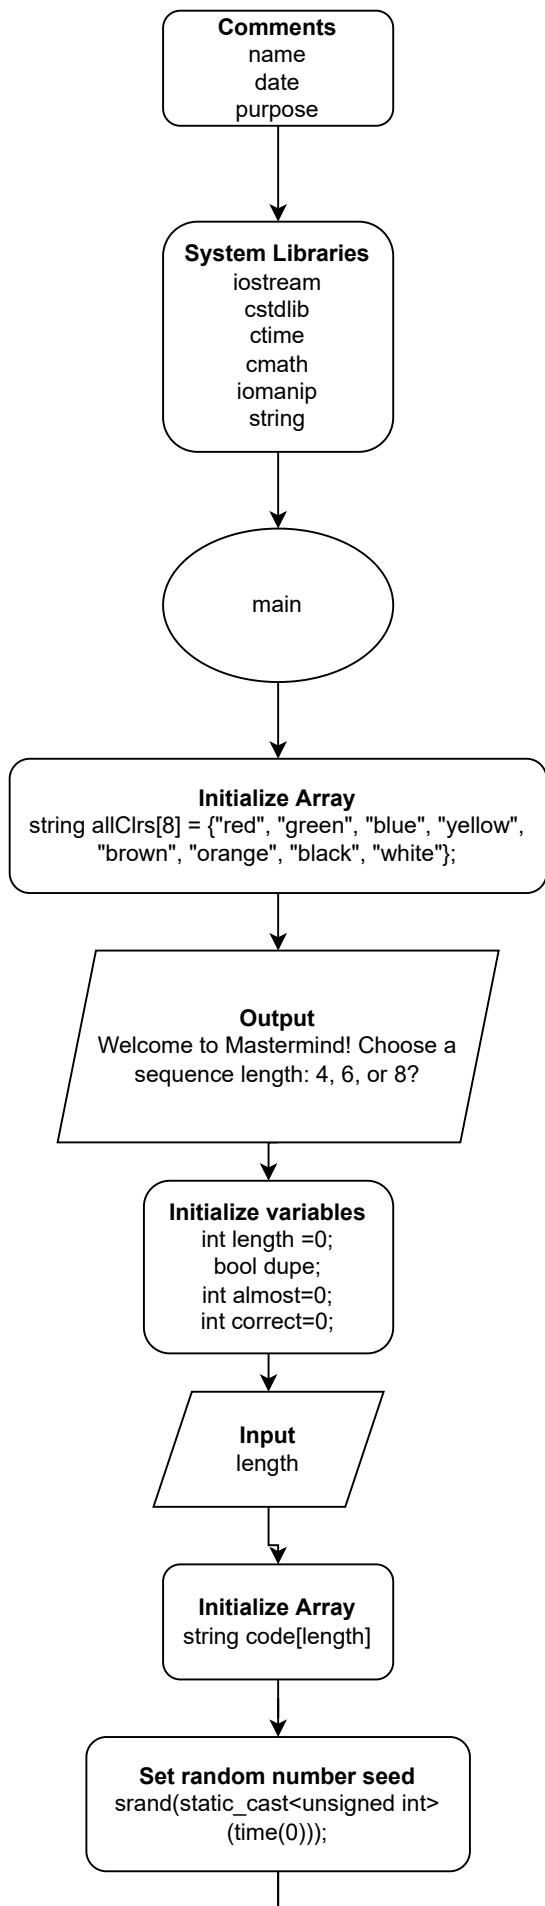 Comments
name
date
purpose
System Libraries
iostream
cstdlib
ctime
cmath
iomanip
string
main
Initialize Array
string allClrs[8] = {"red", "green", "blue", "yellow",
"brown", "orange", "black", "white"};
Output
Welcome to Mastermind! Choose a
sequence length: 4, 6, or 8?
Initialize variables
int length =0;
bool dupe;
int almost=0;
int correct=0;
Input
length
Initialize Array
string code[length]
Set random number seed
srand(static_cast<unsigned int>
(time(0)));